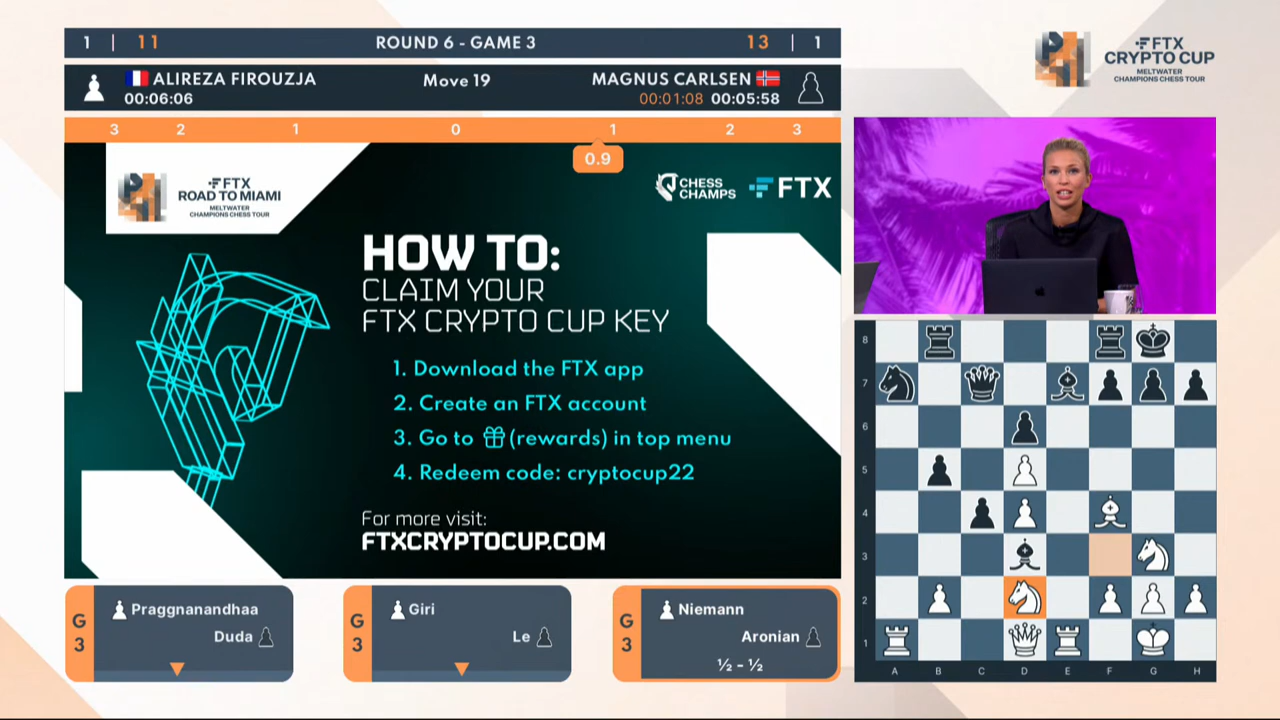 1 | 11 ROUND 6 - GAME 3 13 | 1
ALIREZA FIROUZJA Move 19 MAGNUS CARLSEN
00:06:06 00:01:08 00:05:58
3 2 1 0 1 2 3
0.9
FTX
ROAD TO MIAMI
MELTWATER
CHAMPIONS CHESS TOUR
CHESS
CHAMPS
FTX
HOW TO:
CLAIM YOUR
FTX CRYPTO CUP KEY
1. Download the FTX app
2. Create an FTX account
3. Go to (rewards) in top menu
4. Redeem code: cryptocup22
For more visit:
FTXCRYPTOCUP.COM
G
3
Praggnanandhaa
Duda
G
3
Giri
Le
G
3
Niemann
Aronian
½ - ½
FTX
CRYPTO CUP
MELTWATER
CHAMPIONS CHESS TOUR
8
7
6
5
4
3
2
1
A B C D E F G H